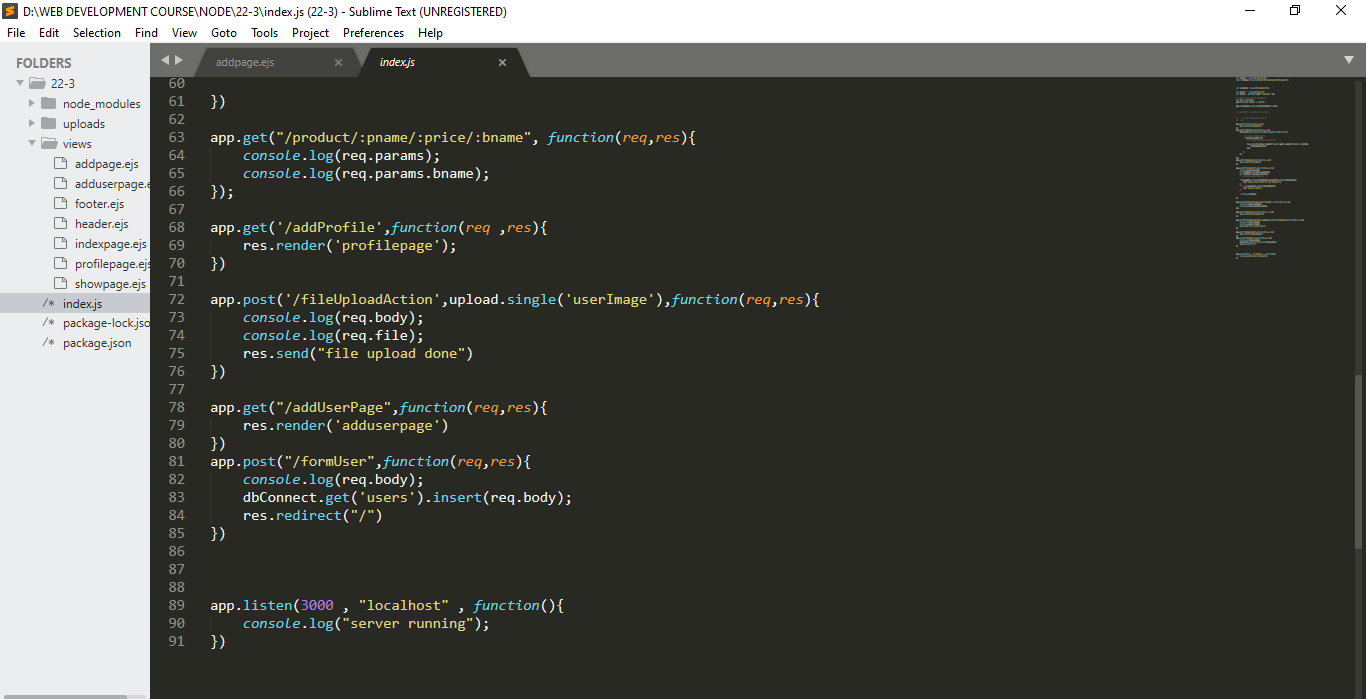 D:\WEB DEVELOPMENT COURSE\NODE\22-3\index.js (22-3) - Sublime Text (UNREGISTERED)
File Edit Selection Find View Goto Tools Project Preferences Help
FOLDERS
22-3
node_modules
uploads
views
addpage.ejs
adduserpage.e
footer.ejs
header.ejs
indexpage.ejs
profilepage.ejs
showpage.ejs
/* index.js
/* package-lock.jso
/* package.json
addpage.ejs index.js
60
61 })
62
63 app.get("/product/:pname/:price/:bname", function(req,res){
64 console.log(req.params);
65 console.log(req.params.bname);
66 });
67
68 app.get('/addProfile',function(req ,res){
69 res.render('profilepage');
70 })
71
72 app.post('/fileUploadAction',upload.single('userImage'),function(req,res){
73 console.log(req.body);
74 console.log(req.file);
75 res.send("file upload done")
76 })
77
78 app.get("/addUserPage",function(req,res){
79 res.render('adduserpage')
80 })
81 app.post("/formUser",function(req,res){
82 console.log(req.body);
83 dbConnect.get('users').insert(req.body);
84 res.redirect("/")
85 })
86
87
88
89 app.listen(3000 , "localhost" , function(){
90 console.log("server running");
91 })